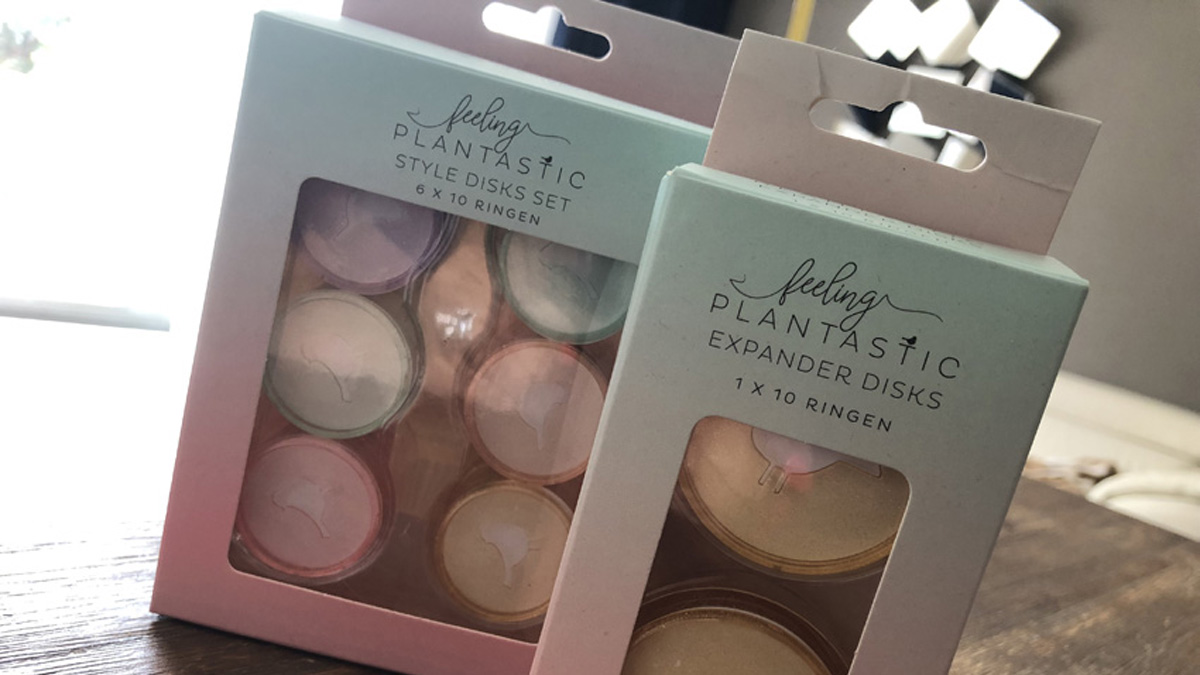 feeling
PLANTASTIC
STYLE DISKS SET
6 X 10 RINGEN
feeling
PLANTASTIC
EXPANDER DISKS
1 X 10 RINGEN